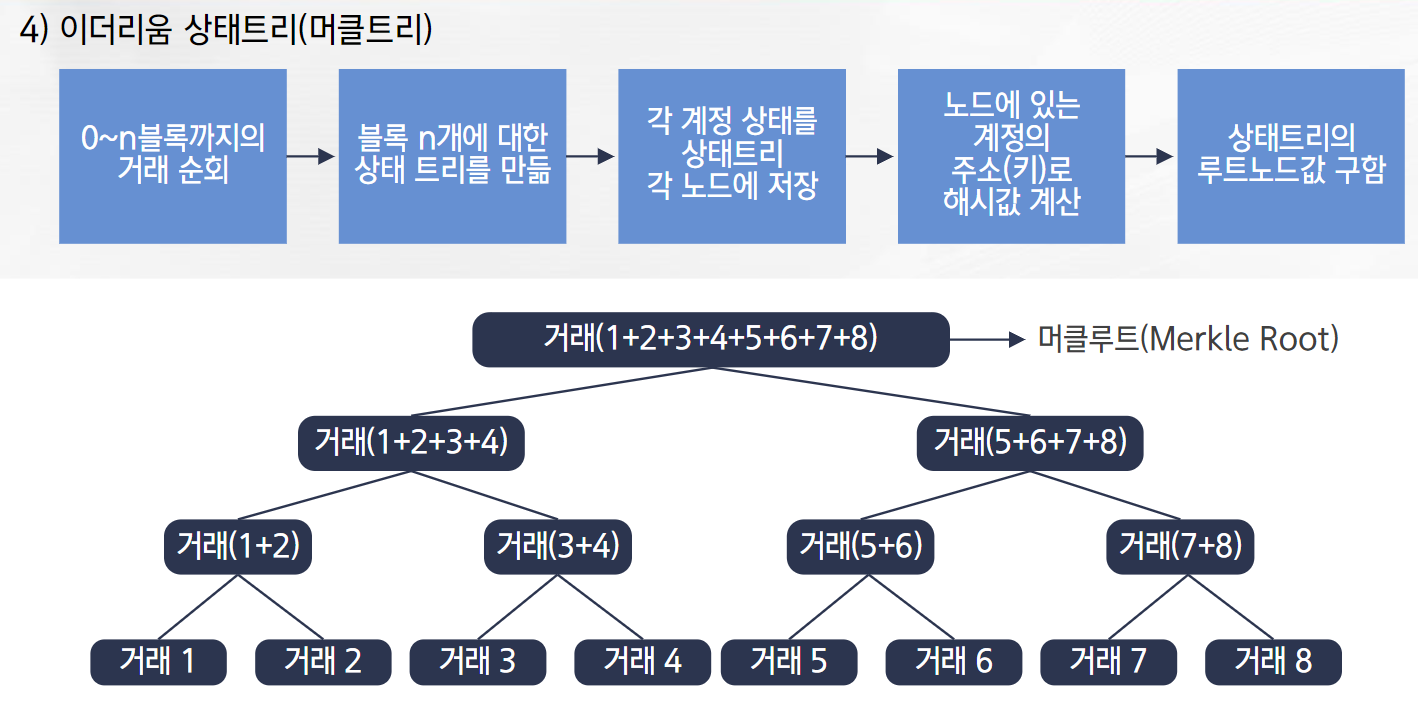 4) 이더리움 상태트리(머클트리)
0~n블록까지의
거래 순회
블록 n개에 대한
상태 트리를 만듦
각 계정 상태를
상태트리
각 노드에 저장
노드에 있는
계정의
주소(키)로
해시값 계산
상태트리의
루트노드값 구함
거래(1+2+3+4+5+6+7+8)
머클루트(Merkle Root)
거래(1+2+3+4)
거래(5+6+7+8)
거래(1+2)
거래(3+4)
거래(5+6)
거래(7+8)
거래 1
거래 2
거래 3
거래 4
거래 5
거래 6
거래 7
거래 8